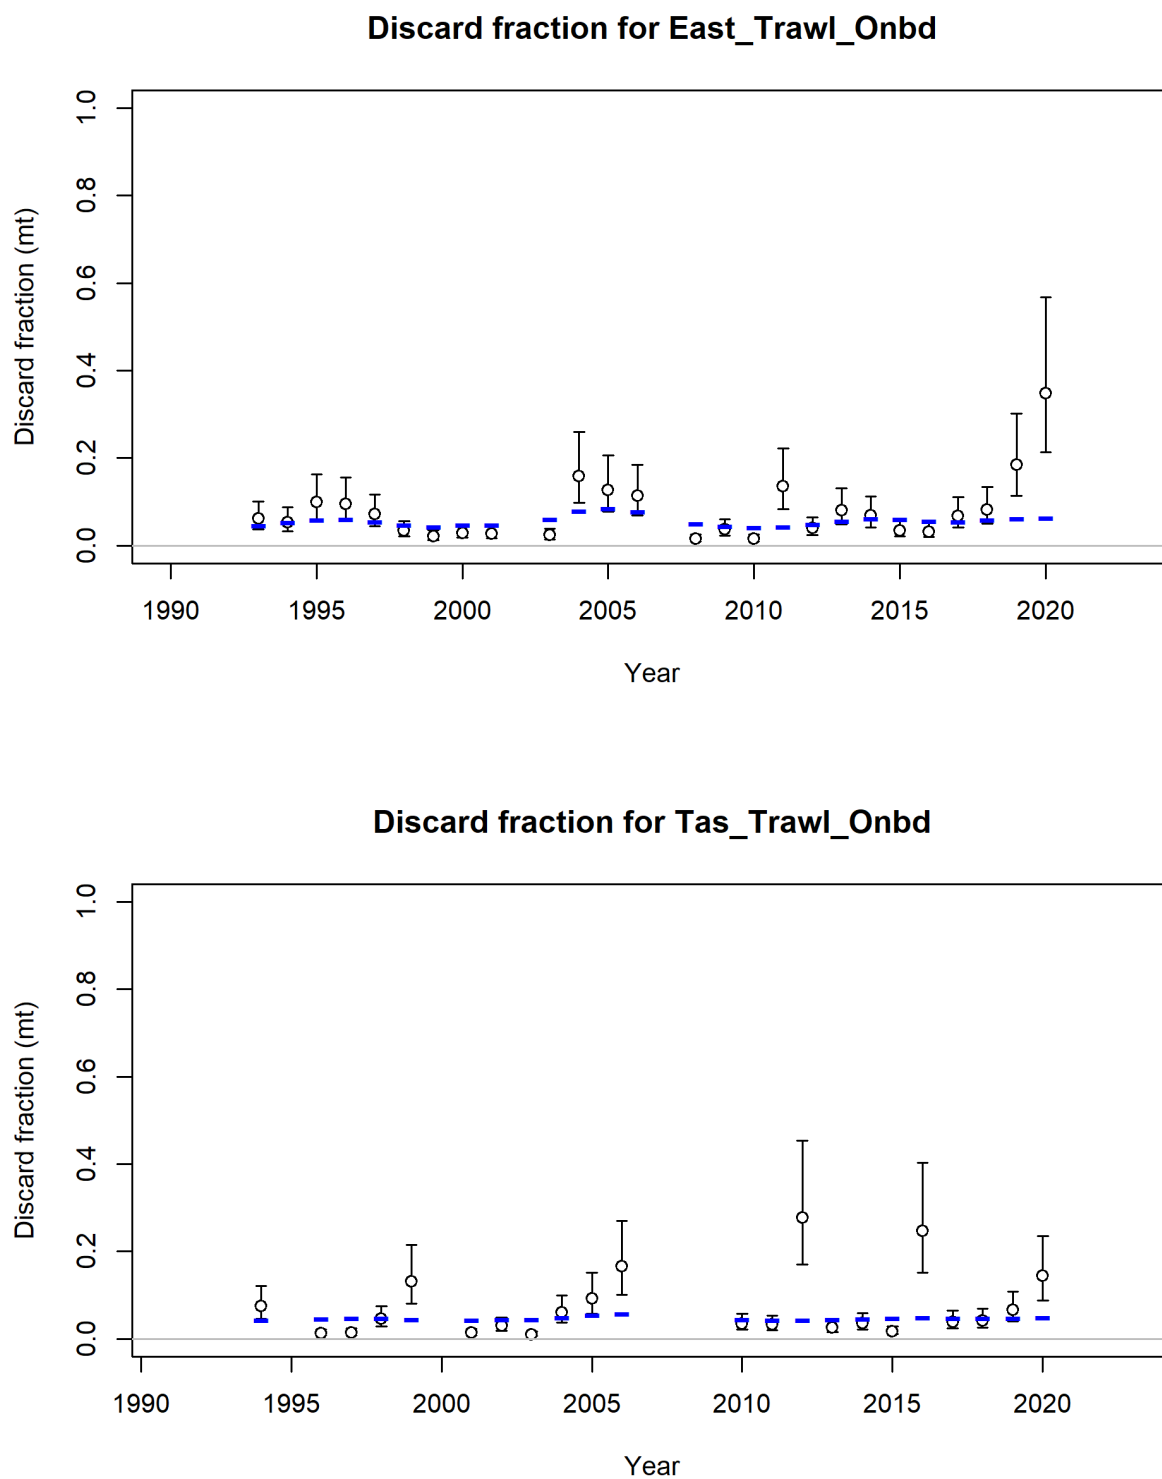 Discard fraction for East_Trawl_Onbd
Discard fraction (mt)
1.0
0.8
0.6
0.4
0.2
0.0
1990 1995 2000 2005 2010 2015 2020
Year
Discard fraction for Tas_Trawl_Onbd
Discard fraction (mt)
1.0
0.8
0.6
0.4
0.2
0.0
1990 1995 2000 2005 2010 2015 2020
Year